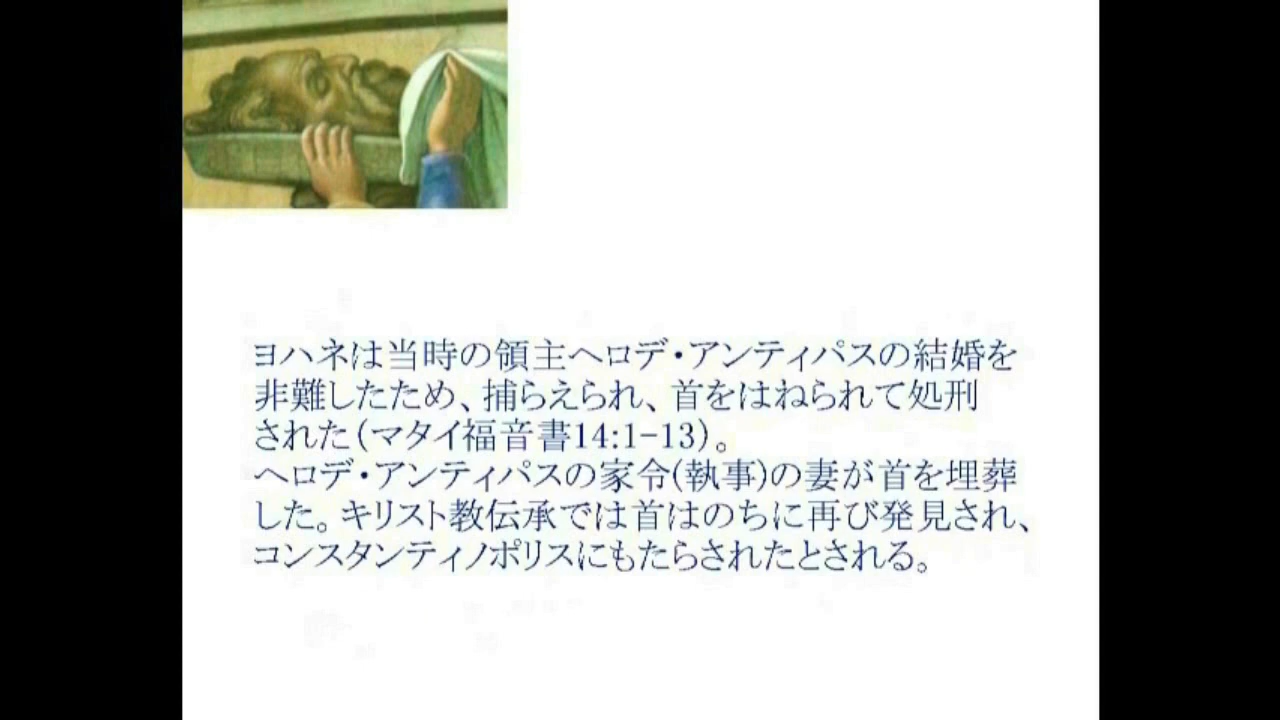 ヨハネは当時の領主ヘロデ・アンティパスの結婚を
非難したため、捕らえられ、首をはねられて処刑
された(マタイ福音書14:1-13)。
ヘロデ・アンティパスの家令(執事)の妻が首を埋葬
した。キリスト教伝承では首はのちに再び発見され、
コンスタンティノポリスにもたらされたとされる。